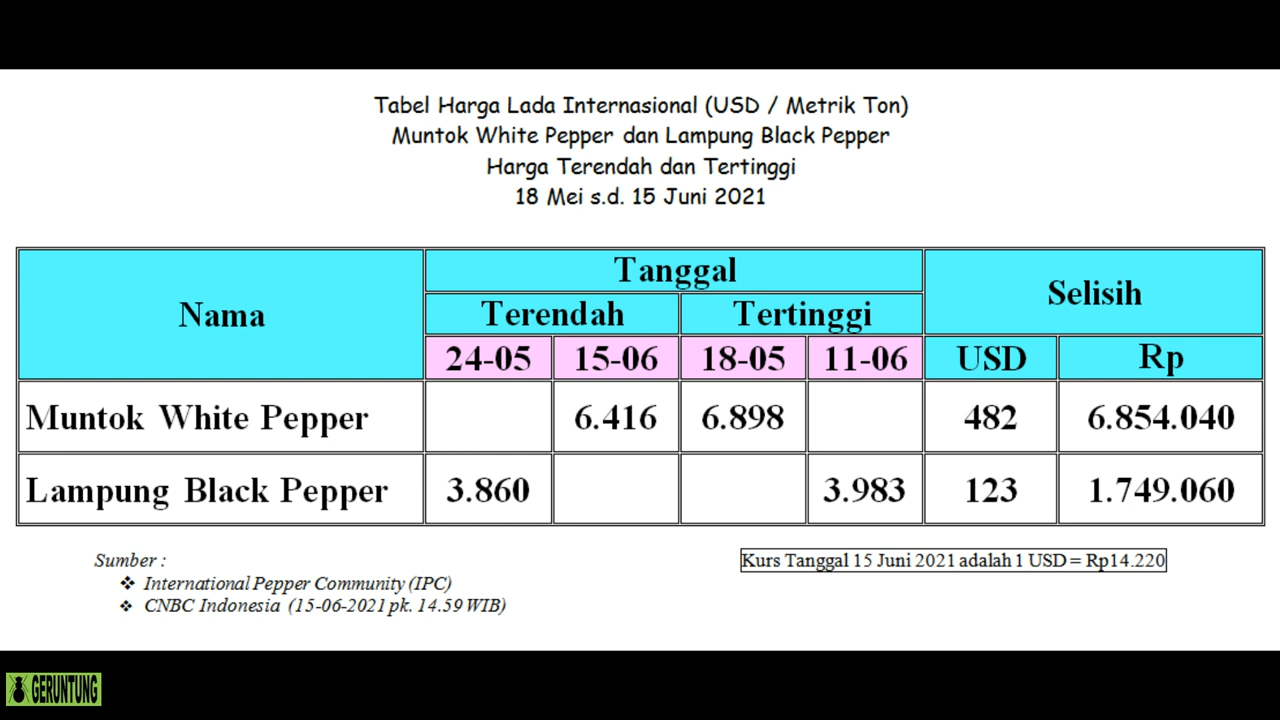 Tabel Harga Lada Internasional (USD / Metrik Ton)
Muntok White Pepper dan Lampung Black Pepper
Harga Terendah dan Tertinggi
18 Mei s.d. 15 Juni 2021
Nama
Tanggal
Selisih
Terendah Tertinggi
24-05 15-06 18-05 11-06 USD Rp
Muntok White Pepper 6.416 6.898 482 6.854.040
Lampung Black Pepper 3.860 3.983 123 1.749.060
Sumber :
❖ International Pepper Community (IPC)
❖ CNBC Indonesia (15-06-2021 pk. 14.59 WIB)
Kurs Tanggal 15 Juni 2021 adalah 1 USD = Rp14.220
GERUNTUNG